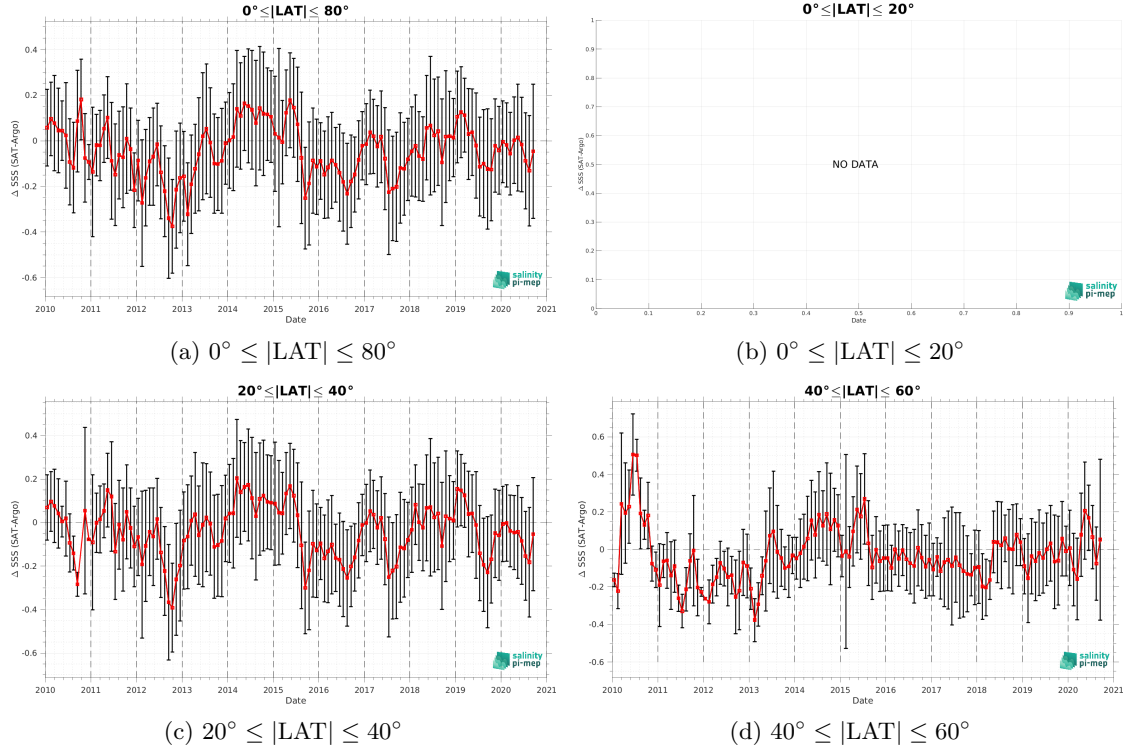 0°≤|LAT|≤ 80°
Δ SSS (SAT-Argo)
0.4
0.2
0
-0.2
-0.4
-0.6
2010 2011 2012 2013 2014 2015 2016 2017 2018 2019 2020 2021
Date
salinity
pi-mep
(a) 0° ≤ |LAT| ≤ 80°
0°≤|LAT|≤ 20°
Δ SSS (SAT-Argo)
1
0.9
0.8
0.7
0.6
0.5
0.4
0.3
0.2
0.1
0
NO DATA
0 0.1 0.2 0.3 0.4 0.5 0.6 0.7 0.8 0.9 1
Date
salinity
pi-mep
(b) 0° ≤ |LAT| ≤ 20°
20°≤|LAT|≤ 40°
Δ SSS (SAT-Argo)
0.4
0.2
0
-0.2
-0.4
-0.6
2010 2011 2012 2013 2014 2015 2016 2017 2018 2019 2020 2021
Date
salinity
pi-mep
(c) 20° ≤ |LAT| ≤ 40°
40°≤|LAT|≤ 60°
Δ SSS (SAT-Argo)
0.6
0.4
0.2
0
-0.2
-0.4
-0.6
2010 2011 2012 2013 2014 2015 2016 2017 2018 2019 2020 2021
Date
salinity
pi-mep
(d) 40° ≤ |LAT| ≤ 60°